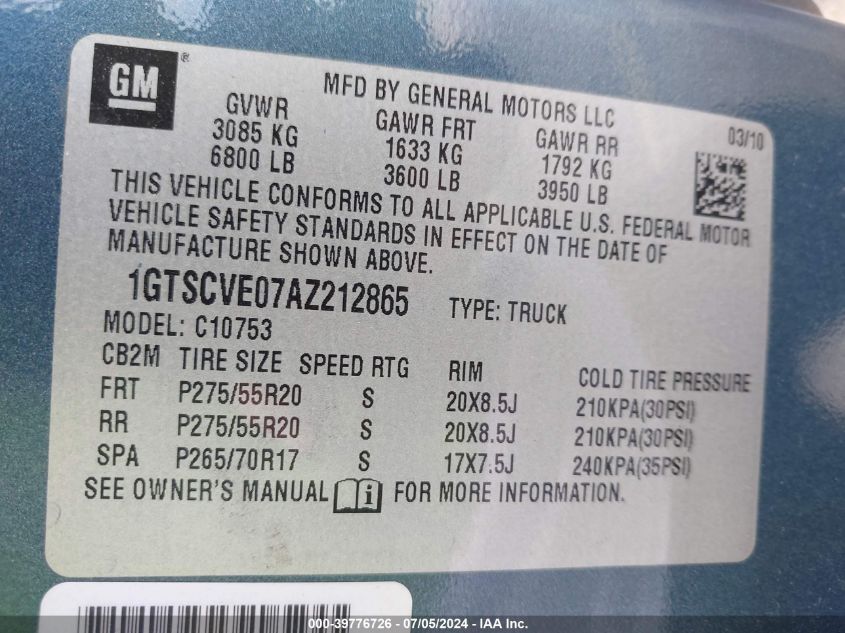 GM®
MFD BY GENERAL MOTORS LLC
03/10
GVWR GAWR FRT GAWR RR
3085 KG 1633 KG 1792 KG
6800 LB 3600 LB 3950 LB
THIS VEHICLE CONFORMS TO ALL APPLICABLE U.S. FEDERAL MOTOR
VEHICLE SAFETY STANDARDS IN EFFECT ON THE DATE OF
MANUFACTURE SHOWN ABOVE.
1GTSCVE07AZ212865 TYPE: TRUCK
MODEL: C10753
CB2M TIRE SIZE SPEED RTG RIM COLD TIRE PRESSURE
FRT P275/55R20 S 20X8.5J 210KPA(30PSI)
RR P275/55R20 S 20X8.5J 210KPA(30PSI)
SPA P265/70R17 S 17X7.5J 240KPA(35PSI)
SEE OWNER'S MANUAL i FOR MORE INFORMATION.
000-39776726 - 07/05/2024 - IAA Inc.